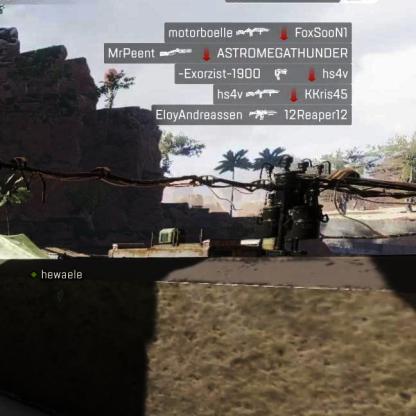 motorboelle FoxSooN1
MrPeent ASTROMEGATHUNDER
-Exorzist-1900 hs4v
hs4v KKris45
EloyAndreassen 12Reaper12
hewaele